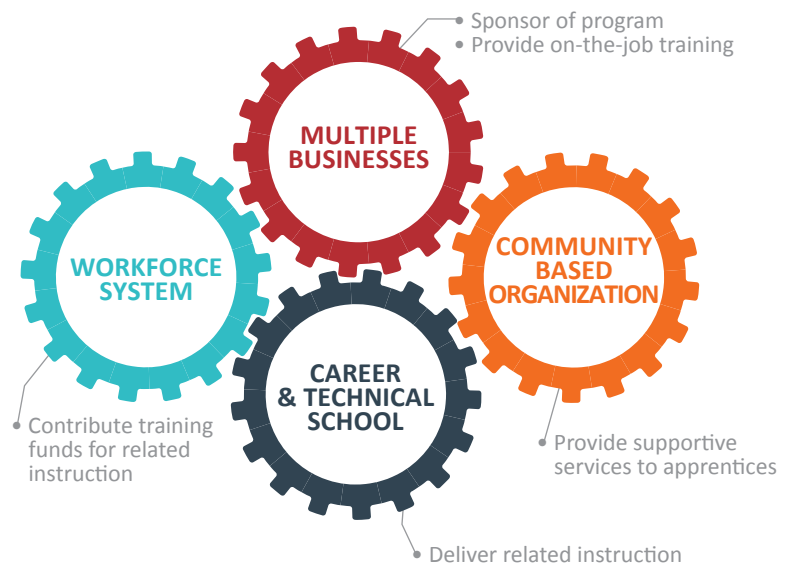 • Sponsor of program
• Provide on-the-job training
MULTIPLE
BUSINESSES
WORKFORCE
SYSTEM
COMMUNITY
BASED
ORGANIZATION
CAREER
& TECHNICAL
SCHOOL
• Contribute training
funds for related
instruction
• Provide supportive
services to apprentices
• Deliver related instruction